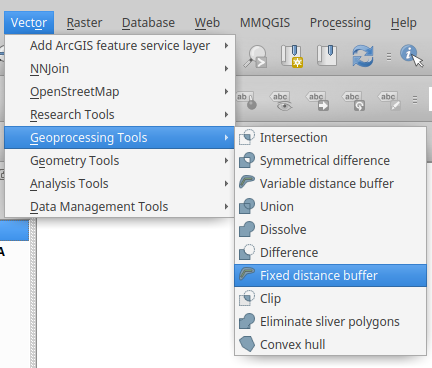 Vector Raster Database Web MMQGIS Processing Help
Add ArcGIS feature service layer
NNJoin
OpenStreetMap
Research Tools
Geoprocessing Tools
Geometry Tools
Analysis Tools
Data Management Tools
abc abc abc abc abc
Intersection
Symmetrical difference
Variable distance buffer
Union
Dissolve
Difference
Fixed distance buffer
Clip
Eliminate sliver polygons
Convex hull
A